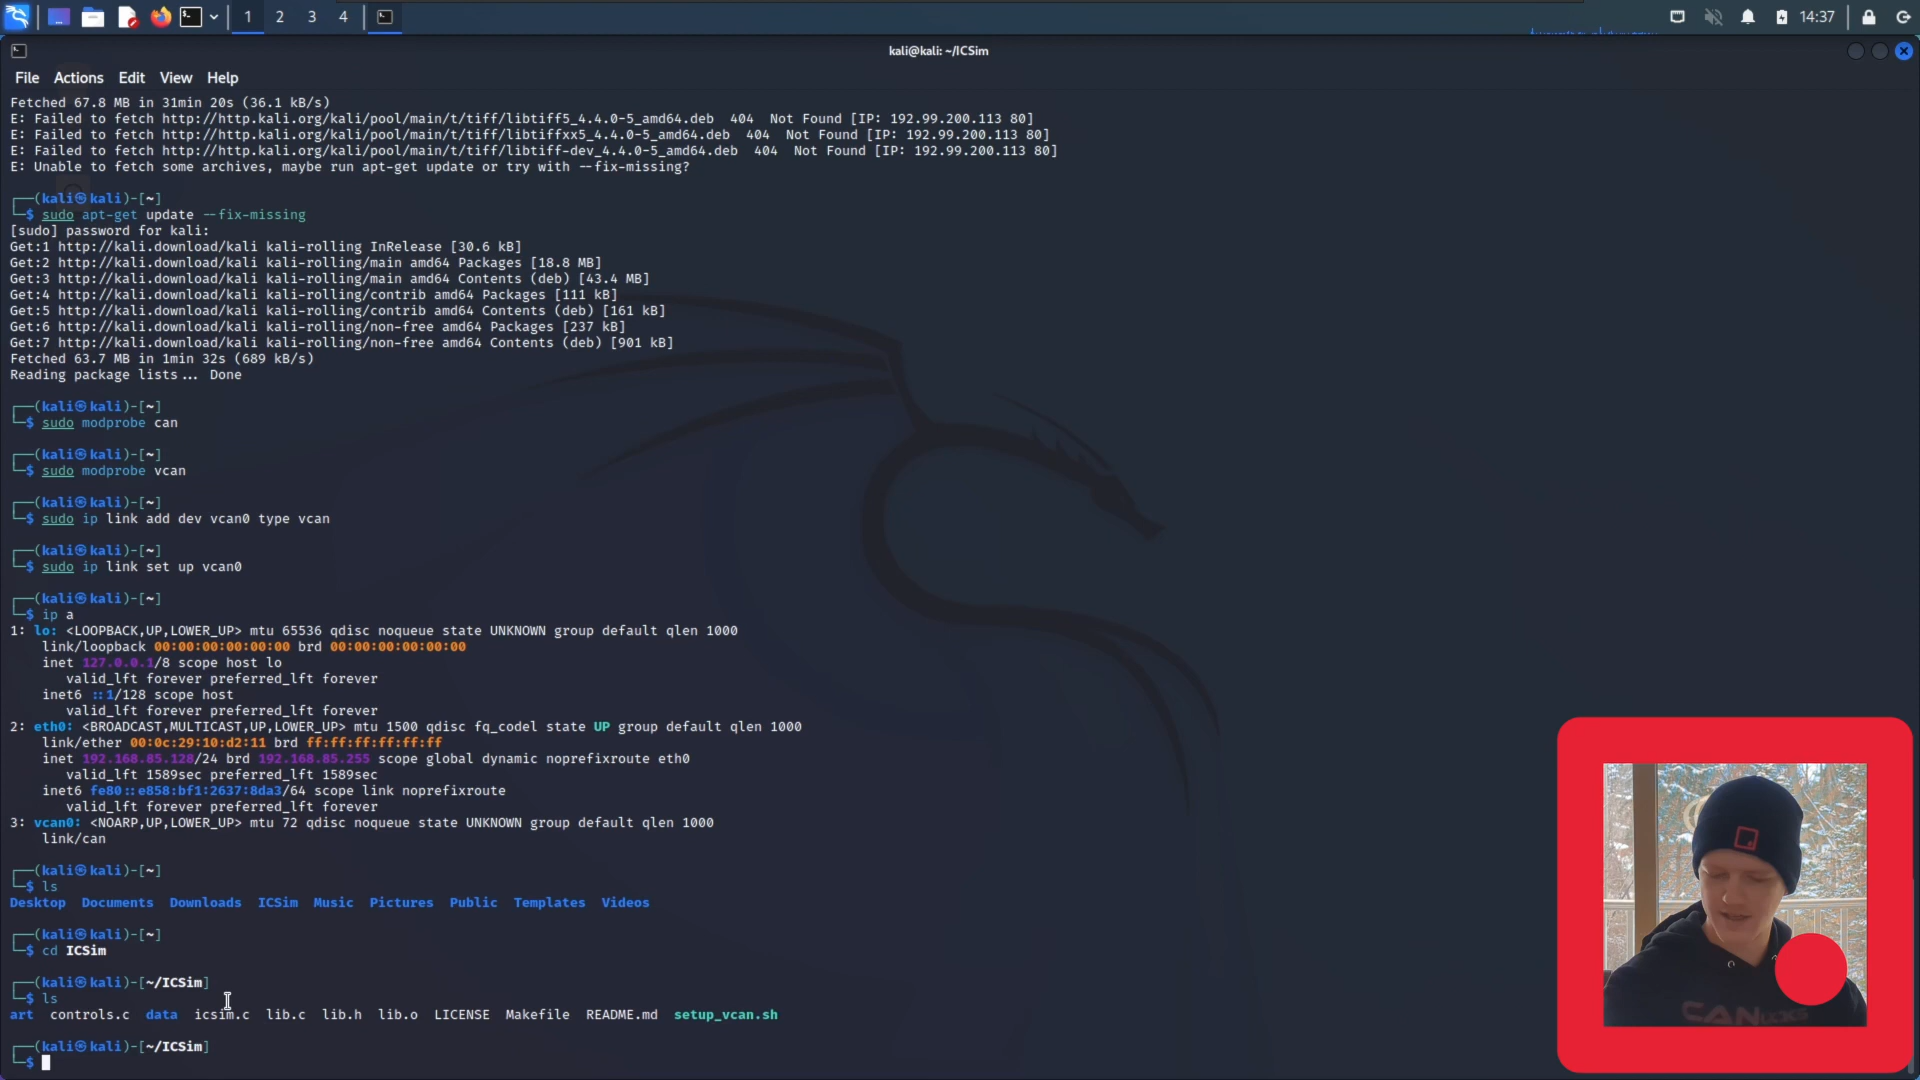 1 2 3 4
14:37
kali@kali: ~/ICSim
File Actions Edit View Help
Fetched 67.8 MB in 31min 20s (36.1 kB/s)
E: Failed to fetch http://http.kali.org/kali/pool/main/t/tiff/libtiff5_4.4.0-5_amd64.deb  404  Not Found [IP: 192.99.200.113 80]
E: Failed to fetch http://http.kali.org/kali/pool/main/t/tiff/libtiffxx5_4.4.0-5_amd64.deb  404  Not Found [IP: 192.99.200.113 80]
E: Failed to fetch http://http.kali.org/kali/pool/main/t/tiff/libtiff-dev_4.4.0-5_amd64.deb  404  Not Found [IP: 192.99.200.113 80]
E: Unable to fetch some archives, maybe run apt-get update or try with --fix-missing?
┌──(kali㉿kali)-[~]
└─$ sudo apt-get update --fix-missing
[sudo] password for kali:
Get:1 http://kali.download/kali kali-rolling InRelease [30.6 kB]
Get:2 http://kali.download/kali kali-rolling/main amd64 Packages [18.8 MB]
Get:3 http://kali.download/kali kali-rolling/main amd64 Contents (deb) [43.4 MB]
Get:4 http://kali.download/kali kali-rolling/contrib amd64 Packages [111 kB]
Get:5 http://kali.download/kali kali-rolling/contrib amd64 Contents (deb) [161 kB]
Get:6 http://kali.download/kali kali-rolling/non-free amd64 Packages [237 kB]
Get:7 http://kali.download/kali kali-rolling/non-free amd64 Contents (deb) [901 kB]
Fetched 63.7 MB in 1min 32s (689 kB/s)
Reading package lists... Done
┌──(kali㉿kali)-[~]
└─$ sudo modprobe can
┌──(kali㉿kali)-[~]
└─$ sudo modprobe vcan
┌──(kali㉿kali)-[~]
└─$ sudo ip link add dev vcan0 type vcan
┌──(kali㉿kali)-[~]
└─$ sudo ip link set up vcan0
┌──(kali㉿kali)-[~]
└─$ ip a
1: lo: <LOOPBACK,UP,LOWER_UP> mtu 65536 qdisc noqueue state UNKNOWN group default qlen 1000
link/loopback 00:00:00:00:00:00 brd 00:00:00:00:00:00
inet 127.0.0.1/8 scope host lo
valid_lft forever preferred_lft forever
inet6 ::1/128 scope host
valid_lft forever preferred_lft forever
2: eth0: <BROADCAST,MULTICAST,UP,LOWER_UP> mtu 1500 qdisc fq_codel state UP group default qlen 1000
link/ether 00:0c:29:10:d2:11 brd ff:ff:ff:ff:ff:ff
inet 192.168.85.128/24 brd 192.168.85.255 scope global dynamic noprefixroute eth0
valid_lft 1589sec preferred_lft 1589sec
inet6 fe80::e858:bf1:2637:8da3/64 scope link noprefixroute
valid_lft forever preferred_lft forever
3: vcan0: <NOARP,UP,LOWER_UP> mtu 72 qdisc noqueue state UNKNOWN group default qlen 1000
link/can
┌──(kali㉿kali)-[~]
└─$ ls
Desktop Documents Downloads ICSim Music Pictures Public Templates Videos
┌──(kali㉿kali)-[~]
└─$ cd ICSim
┌──(kali㉿kali)-[~/ICSim]
└─$ ls
art controls.c data icsim.c lib.c lib.h lib.o LICENSE Makefile README.md setup_vcan.sh
┌──(kali㉿kali)-[~/ICSim]
└─$